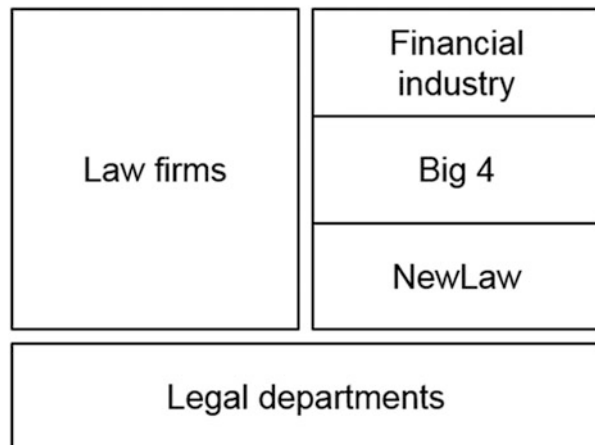 Law firms
Financial
industry
Big 4
NewLaw
Legal departments